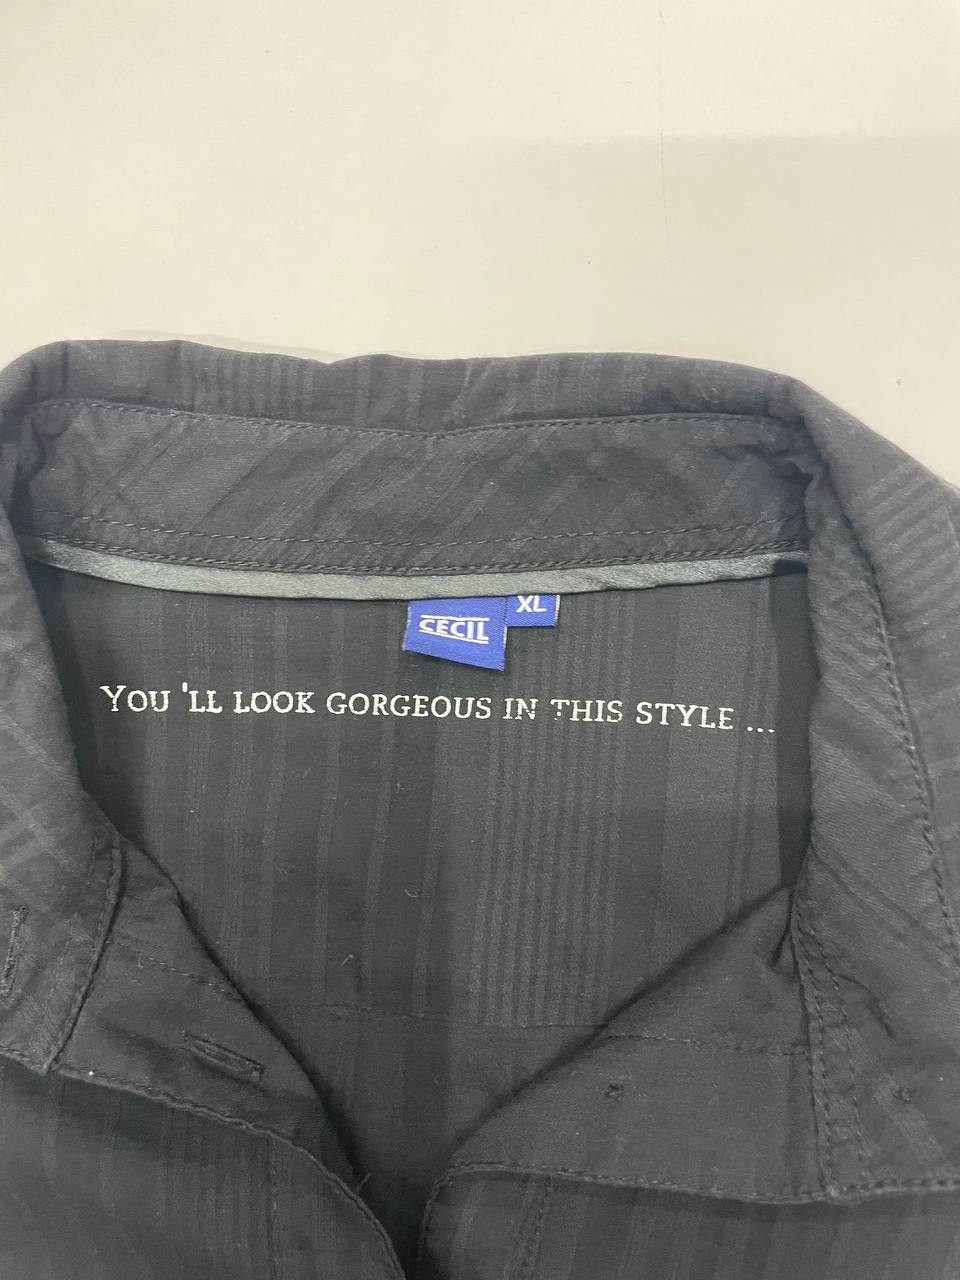 XL
CECIL
YOU 'LL LOOK GORGEOUS IN THIS STYLE ...